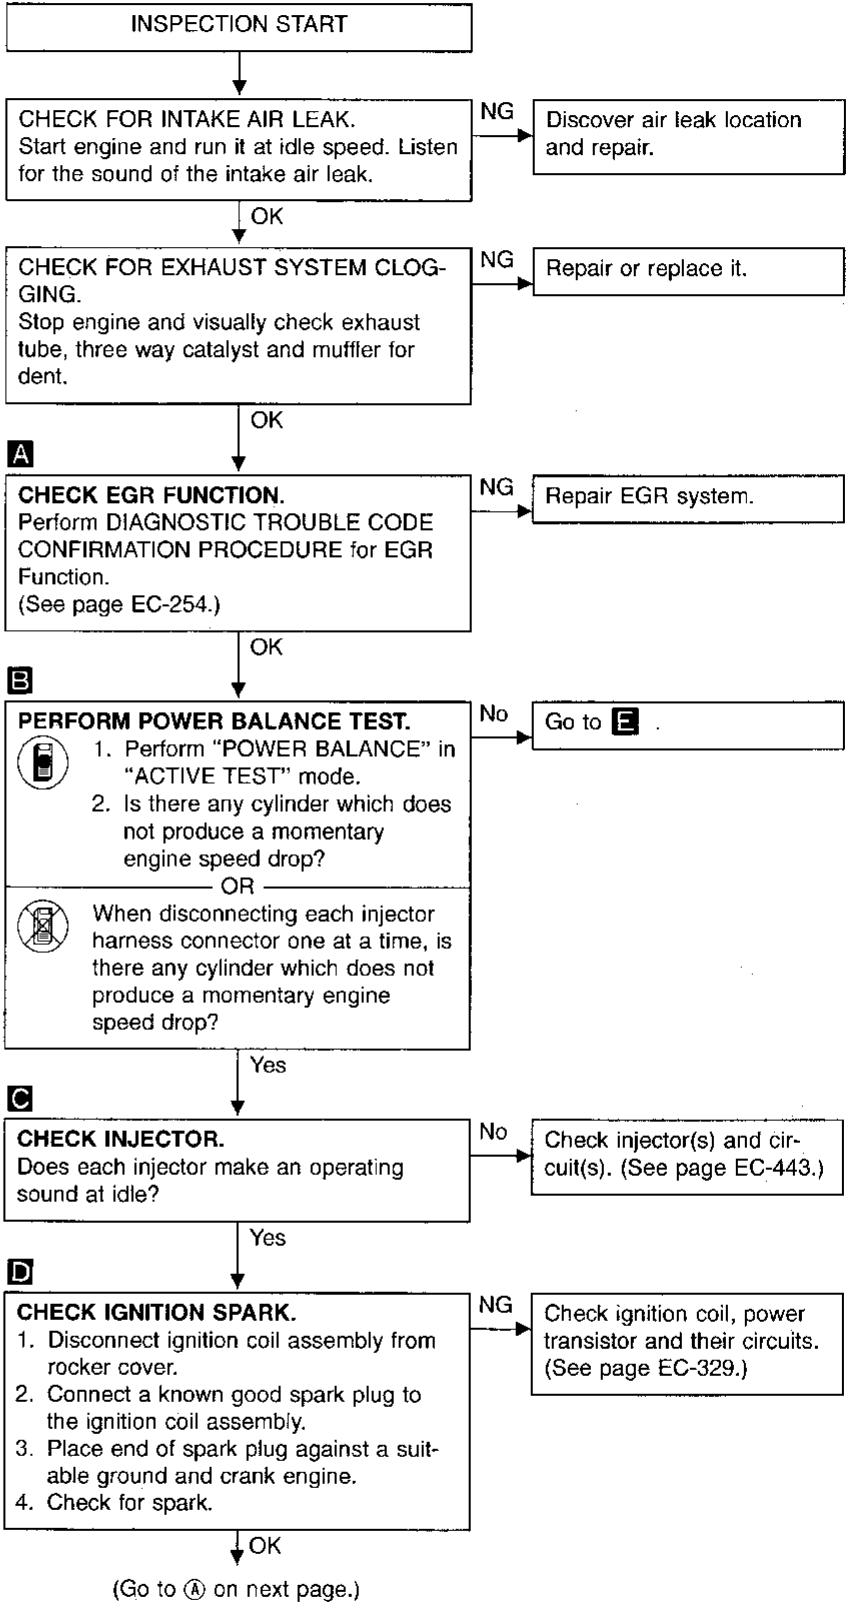 INSPECTION START
CHECK FOR INTAKE AIR LEAK.
Start engine and run it at idle speed. Listen
for the sound of the intake air leak.
NG
Discover air leak location
and repair.
OK
CHECK FOR EXHAUST SYSTEM CLOG-
GING.
Stop engine and visually check exhaust
tube, three way catalyst and muffler for
dent.
NG
Repair or replace it.
OK
A
CHECK EGR FUNCTION.
Perform DIAGNOSTIC TROUBLE CODE
CONFIRMATION PROCEDURE for EGR
Function.
(See page EC-254.)
NG
Repair EGR system.
OK
B
PERFORM POWER BALANCE TEST.
1. Perform “POWER BALANCE” in
“ACTIVE TEST” mode.
2. Is there any cylinder which does
not produce a momentary
engine speed drop?
OR
When disconnecting each injector
harness connector one at a time, is
there any cylinder which does not
produce a momentary engine
speed drop?
No
Go to E .
Yes
C
CHECK INJECTOR.
Does each injector make an operating
sound at idle?
No
Check injector(s) and cir-
cuit(s). (See page EC-443.)
Yes
D
CHECK IGNITION SPARK.
1. Disconnect ignition coil assembly from
rocker cover.
2. Connect a known good spark plug to
the ignition coil assembly.
3. Place end of spark plug against a suit-
able ground and crank engine.
4. Check for spark.
NG
Check ignition coil, power
transistor and their circuits.
(See page EC-329.)
OK
(Go to Ⓐ on next page.)